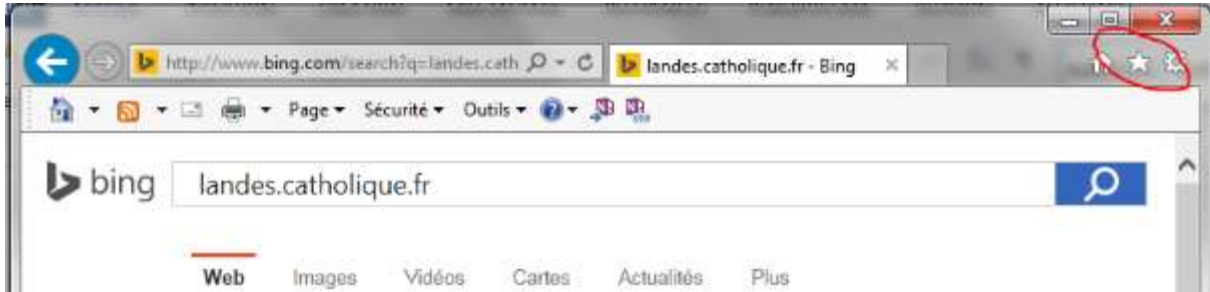 http://www.bing.com/search?q=landes.cath landes.catholique.fr - Bing
Page Sécurité Outils
bing landes.catholique.fr
Web Images Vidéos Cartes Actualités Plus